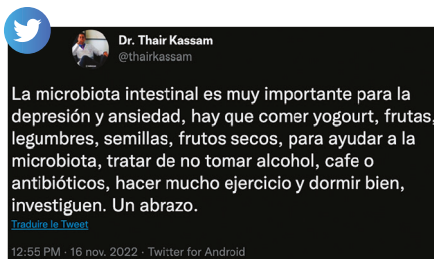 Dr. Thair Kassam
@thairkassam
La microbiota intestinal es muy importante para la
depresión y ansiedad, hay que comer yogourt, frutas,
legumbres, semillas, frutos secos, para ayudar a la
microbiota, tratar de no tomar alcohol, cafe o
antibióticos, hacer mucho ejercicio y dormir bien,
investiguen. Un abrazo.
Traduire le Tweet
12:55 PM · 16 nov. 2022 · Twitter for Android